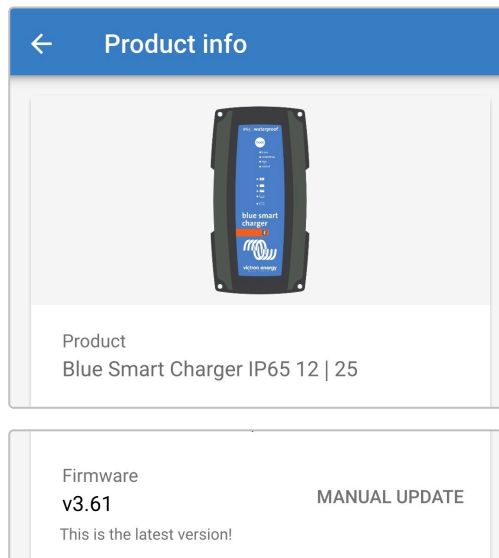 Product info
IP65 | waterproof
blue smart
charger
victron energy
Product
Blue Smart Charger IP65 12 | 25
Firmware
v3.61
MANUAL UPDATE
This is the latest version!